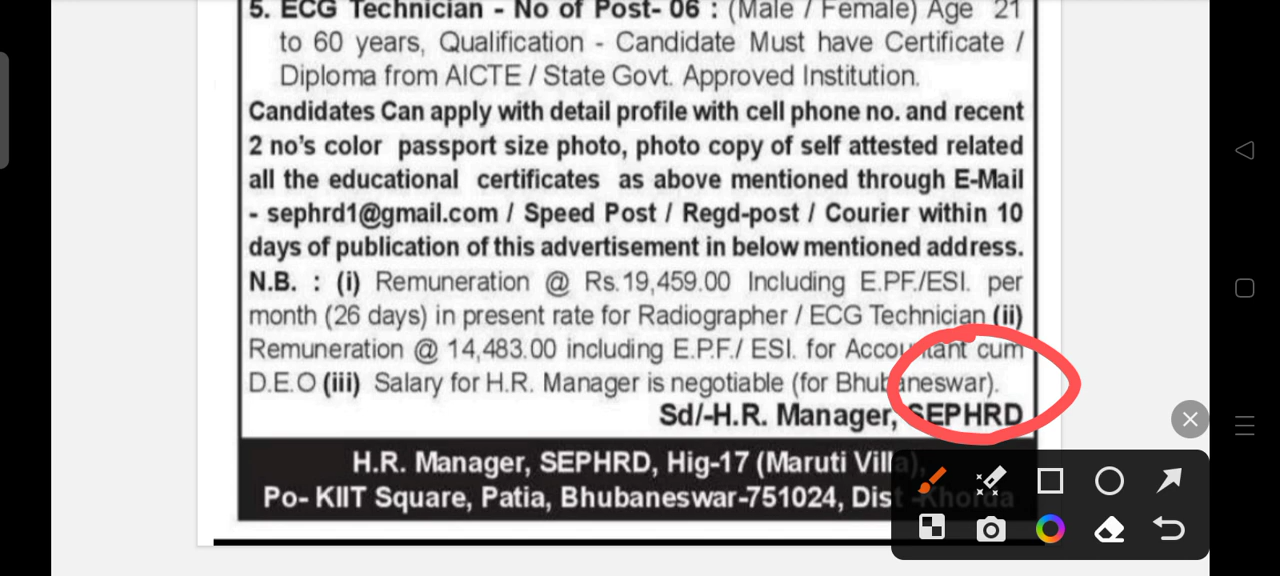 5. ECG Technician - No of Post- 06 : (Male / Female) Age 21
to 60 years, Qualification - Candidate Must have Certificate /
Diploma from AICTE / State Govt. Approved Institution.
Candidates Can apply with detail profile with cell phone no. and recent
2 no's color passport size photo, photo copy of self attested related
all the educational certificates as above mentioned through E-Mail
- sephrd1@gmail.com / Speed Post / Regd-post / Courier within 10
days of publication of this advertisement in below mentioned address.
N.B. : (i) Remuneration @ Rs.19,459.00 Including E.PF./ESI. per
month (26 days) in present rate for Radiographer / ECG Technician (ii)
Remuneration @ 14,483.00 including E.P.F./ ESI. for Accountant cum
D.E.O (iii) Salary for H.R. Manager is negotiable (for Bhubaneswar).
Sd/-H.R. Manager, SEPHRD
H.R. Manager, SEPHRD, Hig-17 (Maruti Villa),
Po- KIIT Square, Patia, Bhubaneswar-751024, Dist -Khorda